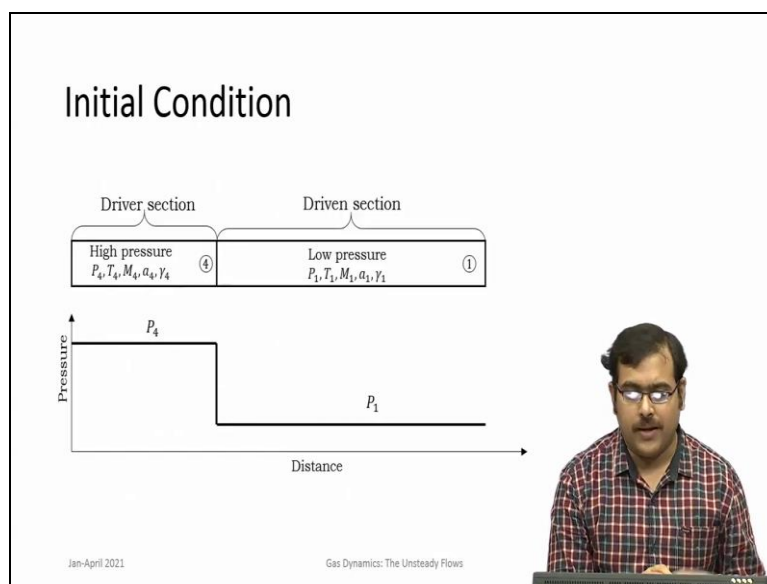 Initial Condition
Driver section
Driven section
High pressure
P₄, T₄, M₄, a₄, γ₄
④
Low pressure
P₁, T₁, M₁, a₁, γ₁
①
Pressure
P₄
P₁
Distance
Jan-April 2021
Gas Dynamics: The Unsteady Flows